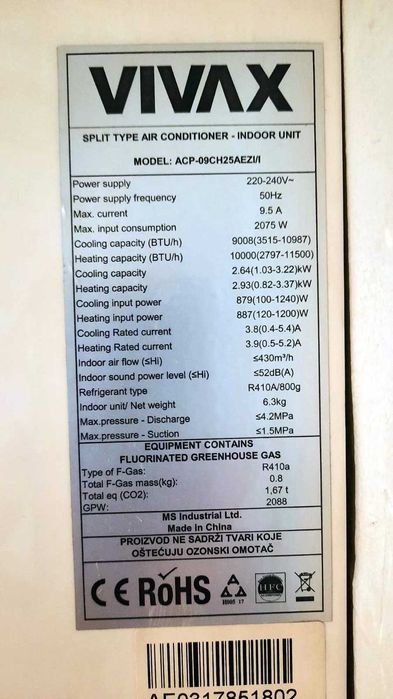 VIVAX
SPLIT TYPE AIR CONDITIONER - INDOOR UNIT
MODEL: ACP-09CH25AEZI/I
Power supply 220-240V~
Power supply frequency 50Hz
Max. current 9.5 A
Max. input consumption 2075 W
Cooling capacity (BTU/h) 9008(3515-10987)
Heating capacity (BTU/h) 10000(2797-11500)
Cooling capacity 2.64(1.03-3.22)kW
Heating capacity 2.93(0.82-3.37)kW
Cooling input power 879(100-1240)W
Heating input power 887(120-1200)W
Cooling Rated current 3.8(0.4-5.4)A
Heating Rated current 3.9(0.5-5.2)A
Indoor air flow (≤Hi) ≤430m³/h
Indoor sound power level (≤Hi) ≤52dB(A)
Refrigerant type R410A/800g
Indoor unit/ Net weight 6.3kg
Max.pressure - Discharge ≤4.2MPa
Max.pressure - Suction ≤1.5MPa
EQUIPMENT CONTAINS
FLUORINATED GREENHOUSE GAS
Type of F-Gas: R410a
Total F-Gas mass(kg): 0.8
Total eq (CO2): 1,67 t
GPW: 2088
MS Industrial Ltd.
Made in China
PROIZVOD NE SADRŽI TVARI KOJE
OŠTEĆUJU OZONSKI OMOTAČ
CE RoHS HFC
H005 17
AE0317851802